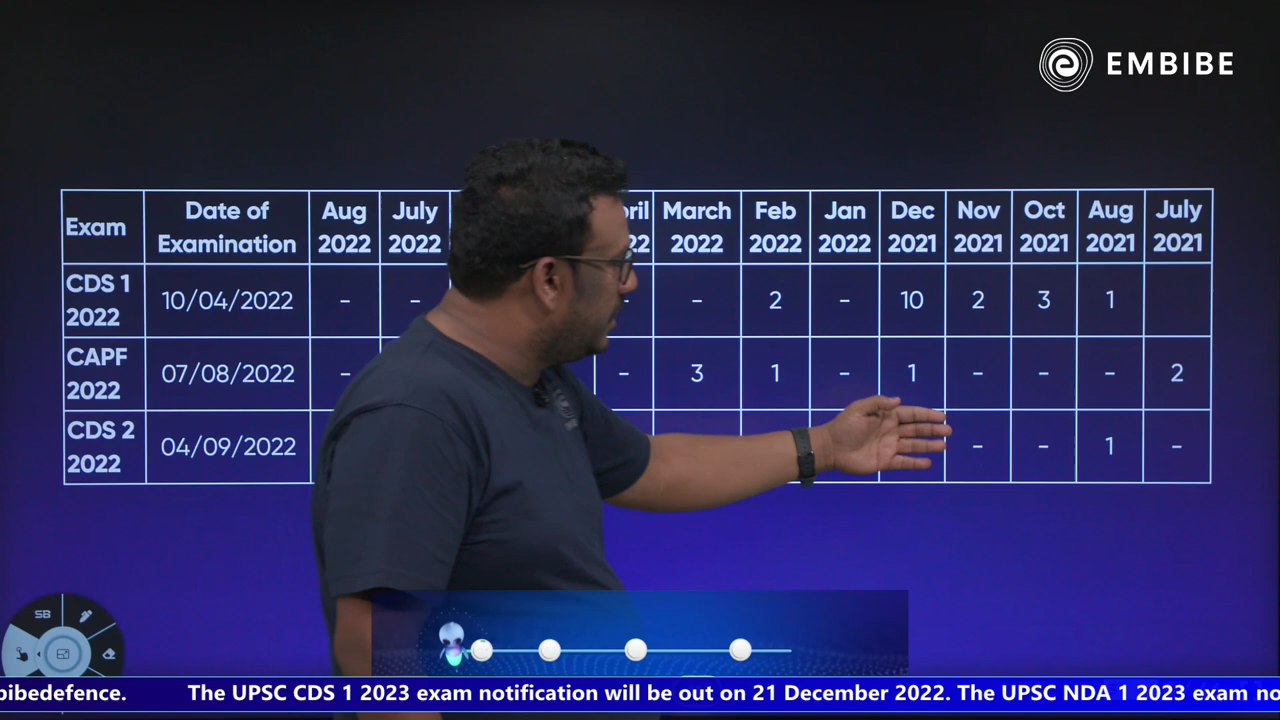 EMBIBE
Exam
Date of
Examination
Aug
2022
July
2022
March
2022
Feb
2022
Jan
2022
Dec
2021
Nov
2021
Oct
2021
Aug
2021
July
2021
CDS 1
2022
10/04/2022 - - - - 2 - 10 2 3 1
CAPF
2022
07/08/2022 - - 3 1 - 1 - - - 2
CDS 2
2022
04/09/2022 - - 1 -
SB
The UPSC CDS 1 2023 exam notification will be out on 21 December 2022. The UPSC NDA 1 2023 exam